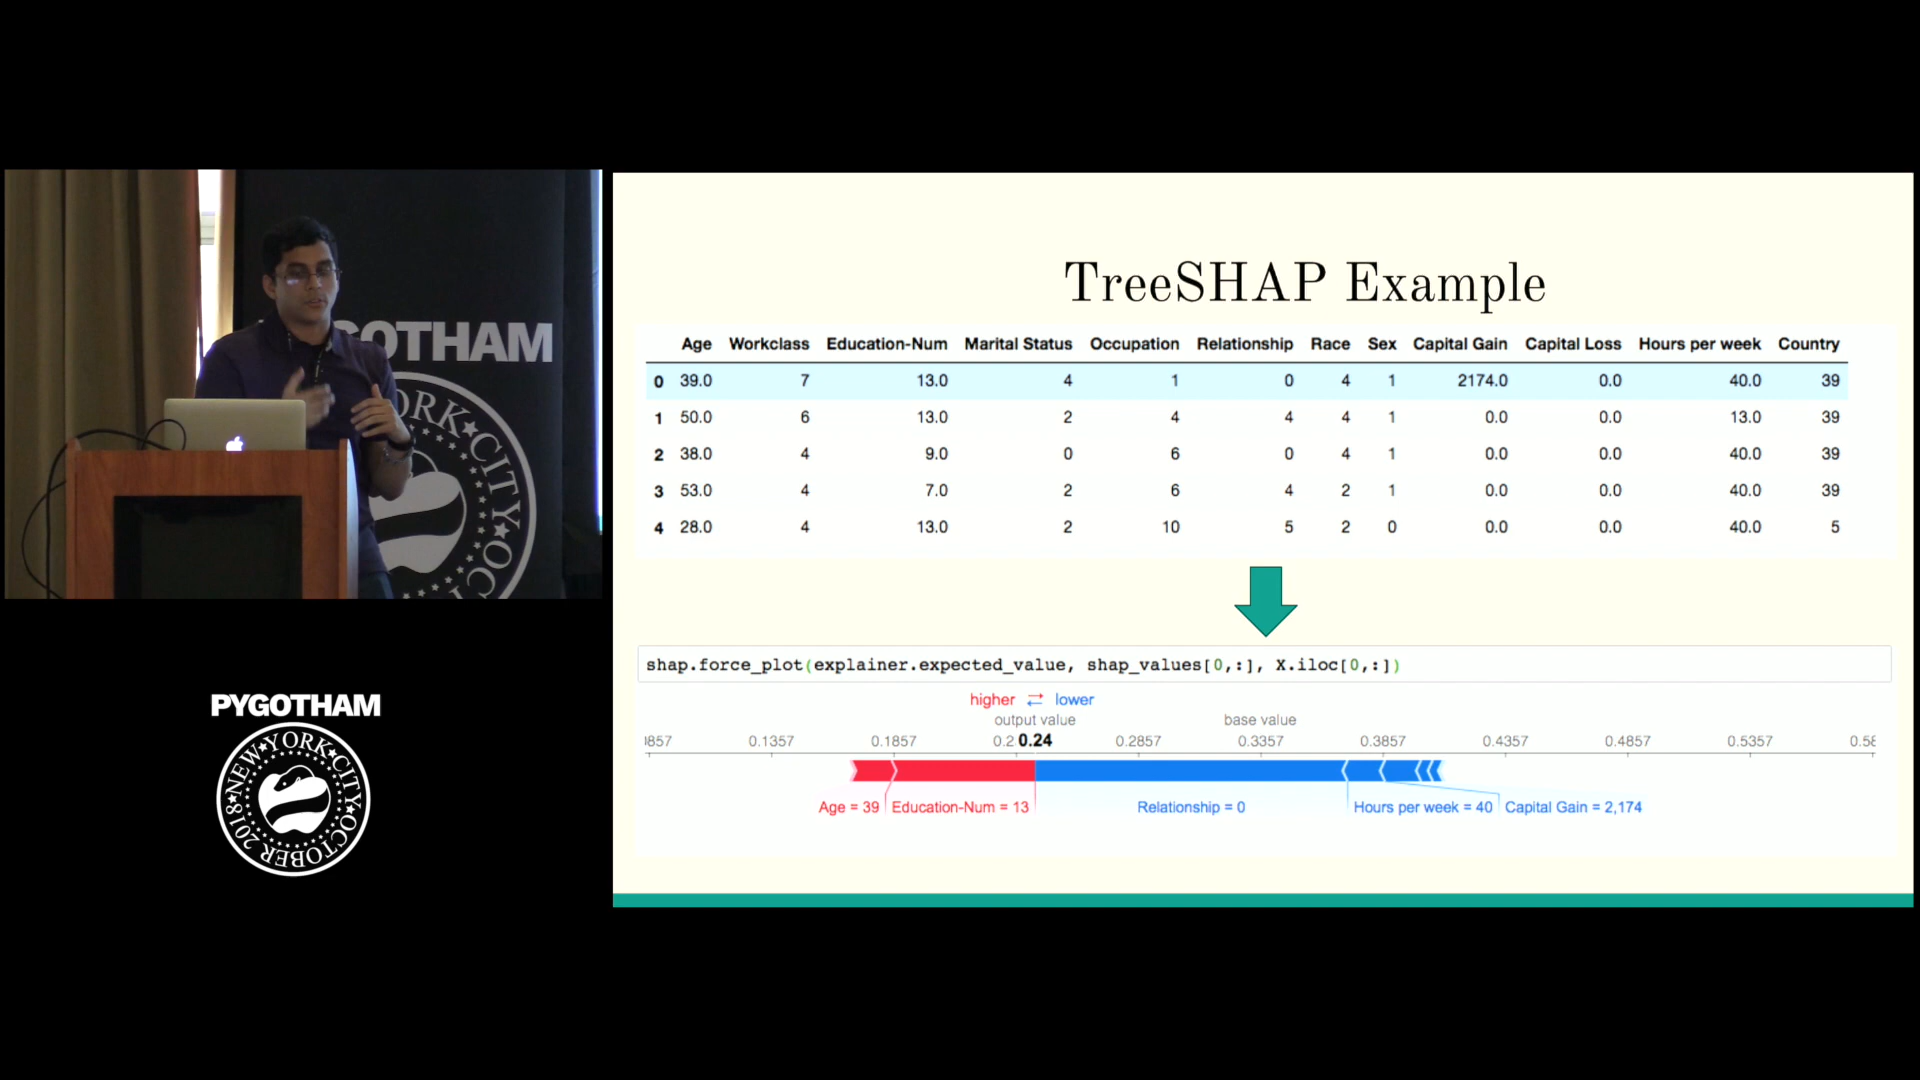 PYGOTHAM
NEW★YORK★CITY★OCTOBER 2018★
PYGOTHAM
NEW★YORK★CITY★OCTOBER 2018★
TreeSHAP Example
Age Workclass Education-Num Marital Status Occupation Relationship Race Sex Capital Gain Capital Loss Hours per week Country
0 39.0 7 13.0 4 1 0 4 1 2174.0 0.0 40.0 39
1 50.0 6 13.0 2 4 4 4 1 0.0 0.0 13.0 39
2 38.0 4 9.0 0 6 0 4 1 0.0 0.0 40.0 39
3 53.0 4 7.0 2 6 4 2 1 0.0 0.0 40.0 39
4 28.0 4 13.0 2 10 5 2 0 0.0 0.0 40.0 5
shap.force_plot(explainer.expected_value, shap_values[0,:], X.iloc[0,:])
higher ⇄ lower
output value base value
0.1357 0.1857 0.2 0.24 0.2857 0.3357 0.3857 0.4357 0.4857 0.5357
Age = 39 Education-Num = 13 Relationship = 0 Hours per week = 40 Capital Gain = 2,174